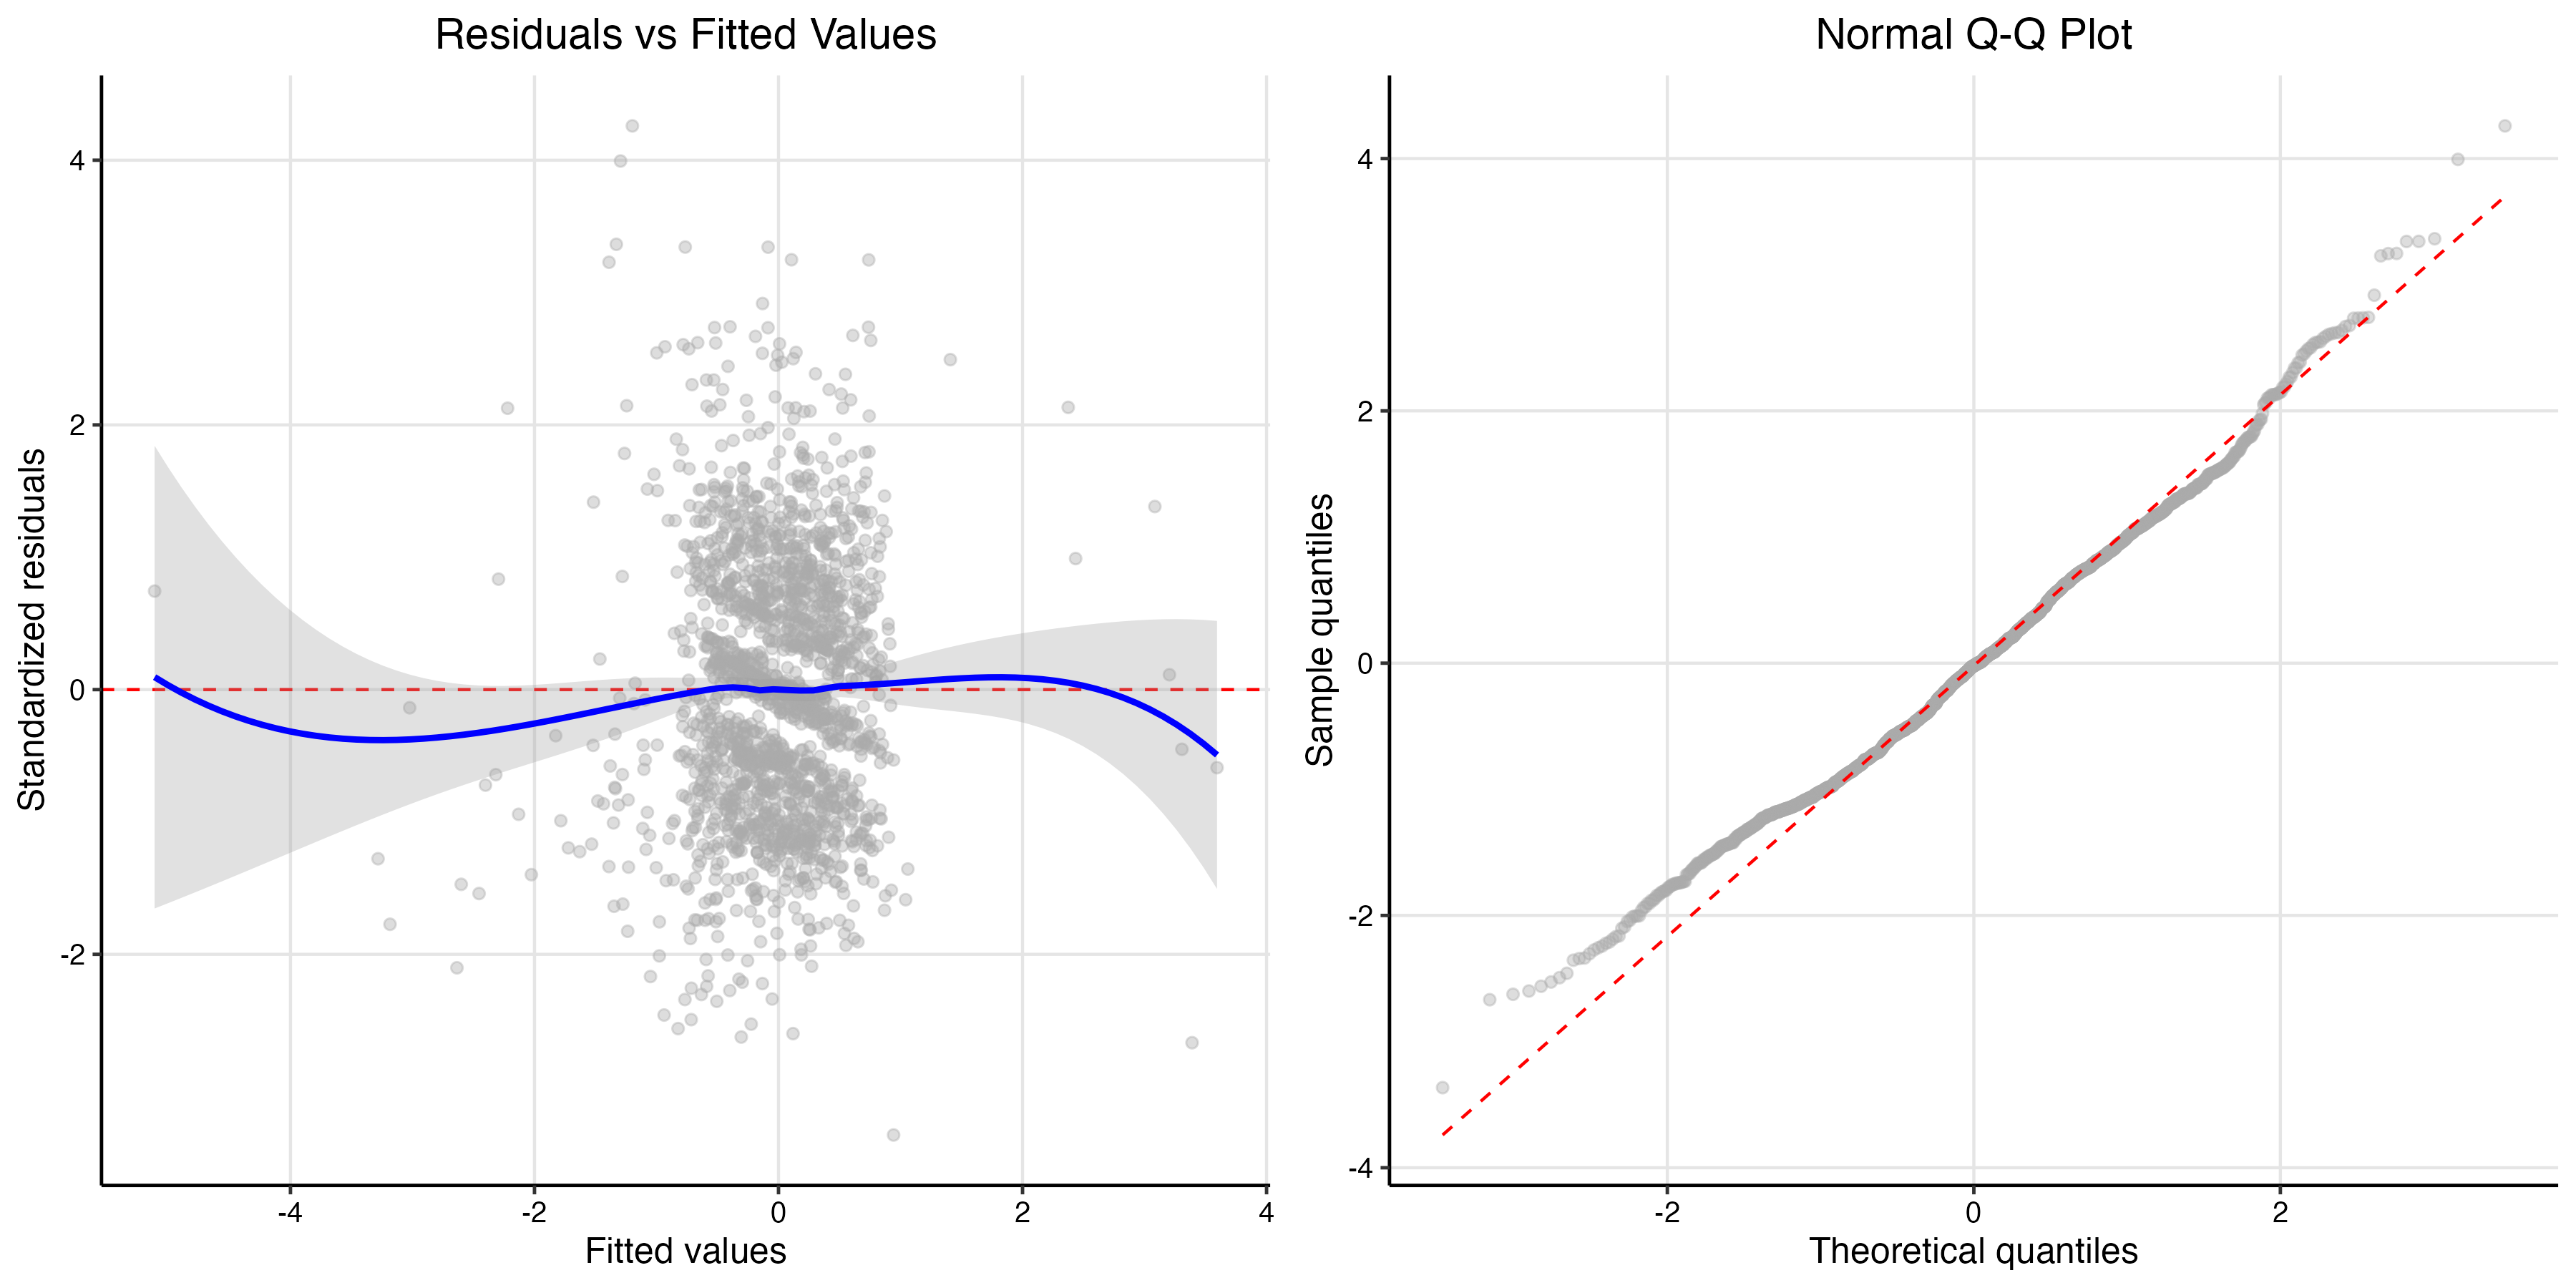 Residuals vs Fitted Values
Standardized residuals
4
2
0
-2
-4
-2
0
2
4
Fitted values
Normal Q-Q Plot
Sample quantiles
4
2
0
-2
-4
-2
0
2
Theoretical quantiles